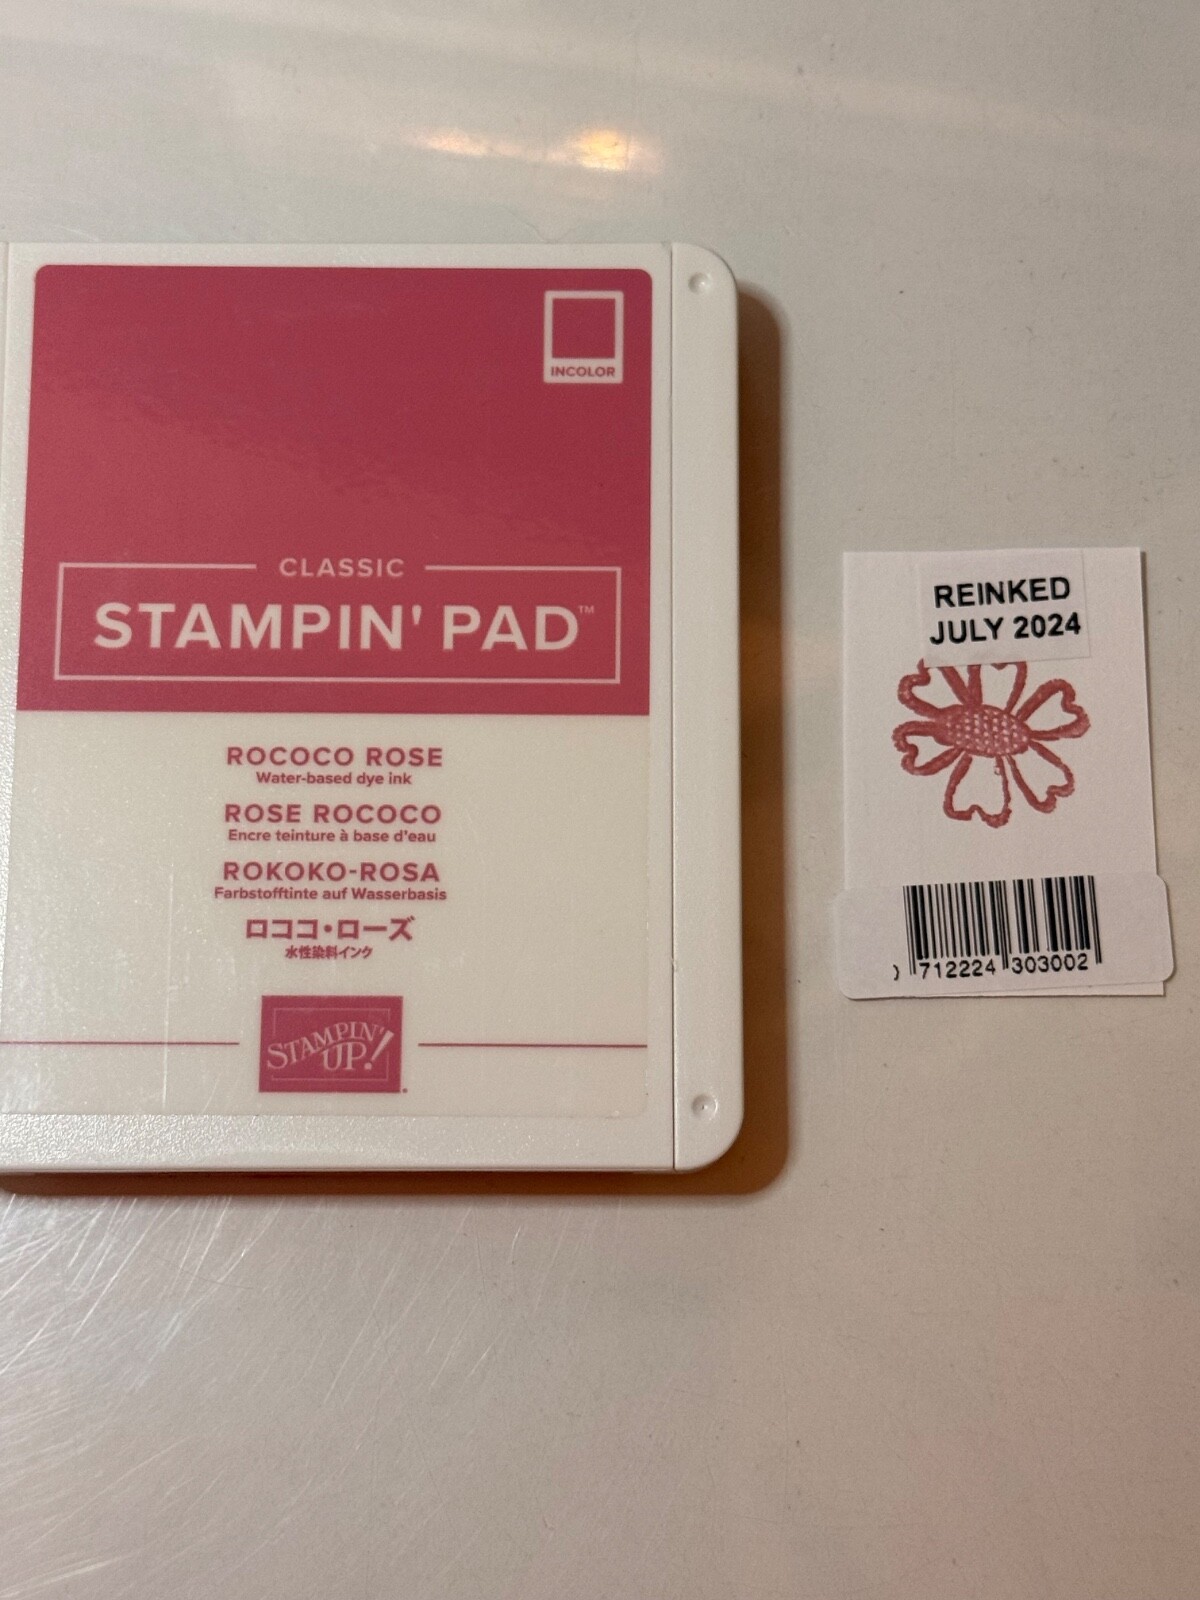 INCOLOR
CLASSIC
STAMPIN' PAD™
ROCOCO ROSE
Water-based dye ink
ROSE ROCOCO
Encre teinture à base d'eau
ROKOKO-ROSA
Farbstofftinte auf Wasserbasis
ロココ・ローズ
水性染料インク
STAMPIN'
UP!
REINKED
JULY 2024
712224 303002